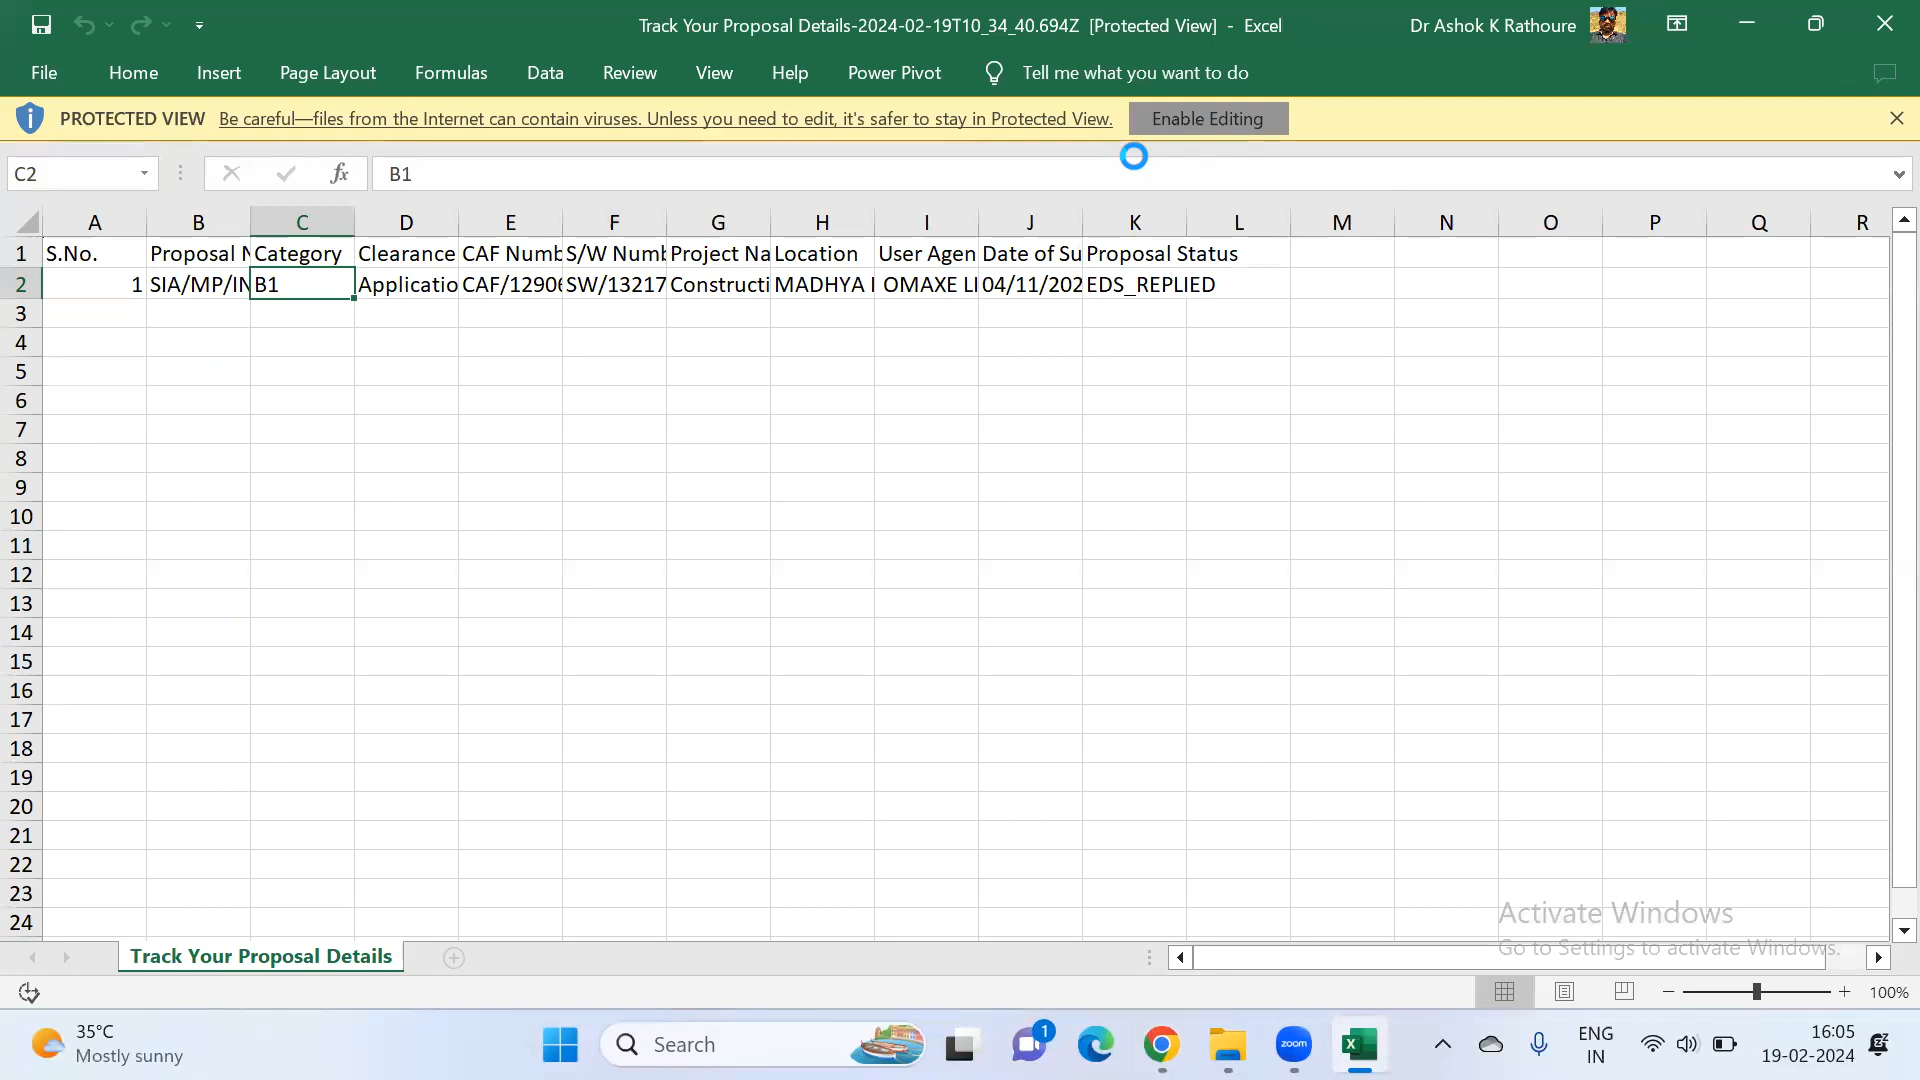 Track Your Proposal Details-2024-02-19T10_34_40.694Z [Protected View] - Excel
Dr Ashok K Rathoure
File Home Insert Page Layout Formulas Data Review View Help Power Pivot Tell me what you want to do
PROTECTED VIEW Be careful—files from the Internet can contain viruses. Unless you need to edit, it's safer to stay in Protected View. Enable Editing
C2 fx B1
A B C D E F G H I J K L M N O P Q R
1 S.No. Proposal N Category Clearance CAF Numb S/W Numb Project Na Location User Agen Date of Su Proposal Status
2 1 SIA/MP/IN B1 Applicatio CAF/12906 SW/13217 Constructi MADHYA OMAXE LI 04/11/202 EDS_REPLIED
3
4
5
6
7
8
9
10
11
12
13
14
15
16
17
18
19
20
21
22
23
24
Activate Windows
Go to Settings to activate Windows.
Track Your Proposal Details
100%
35°C
Mostly sunny
Search
1
zoom
ENG
IN
16:05
19-02-2024